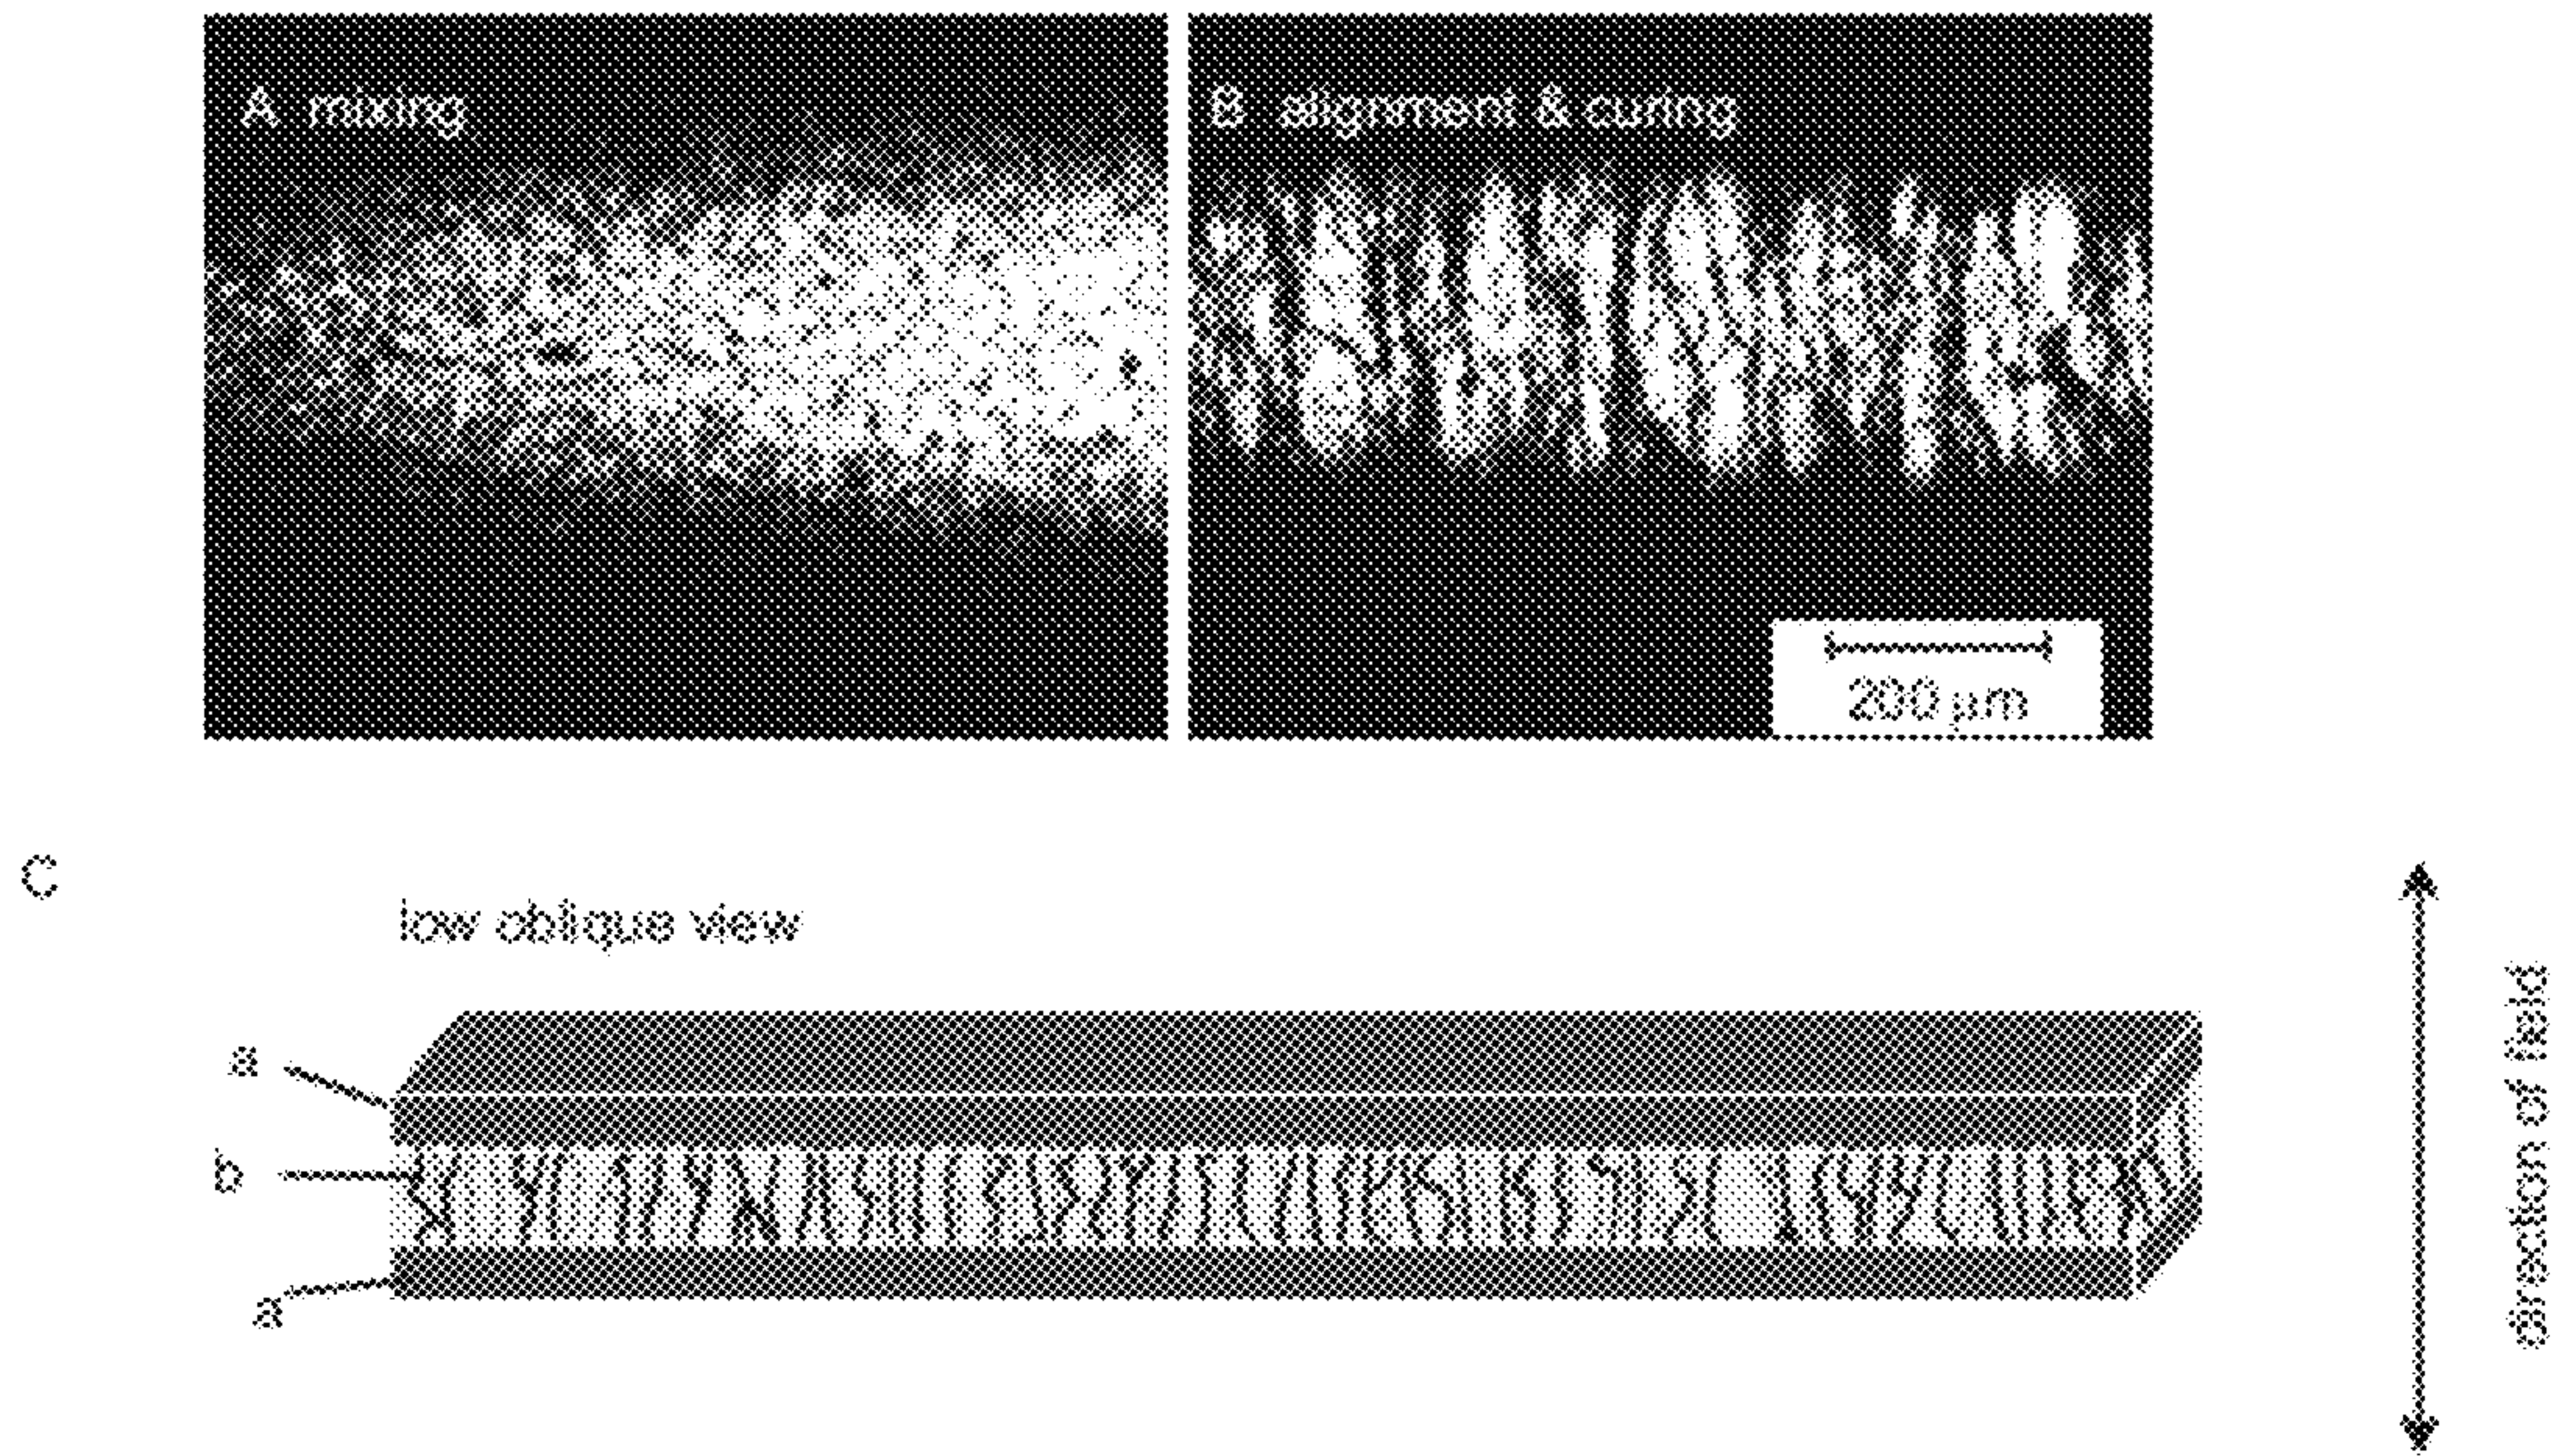 A mixing
B alignment & curing
200 µm
C
low oblique view
a
b
a
direction of field